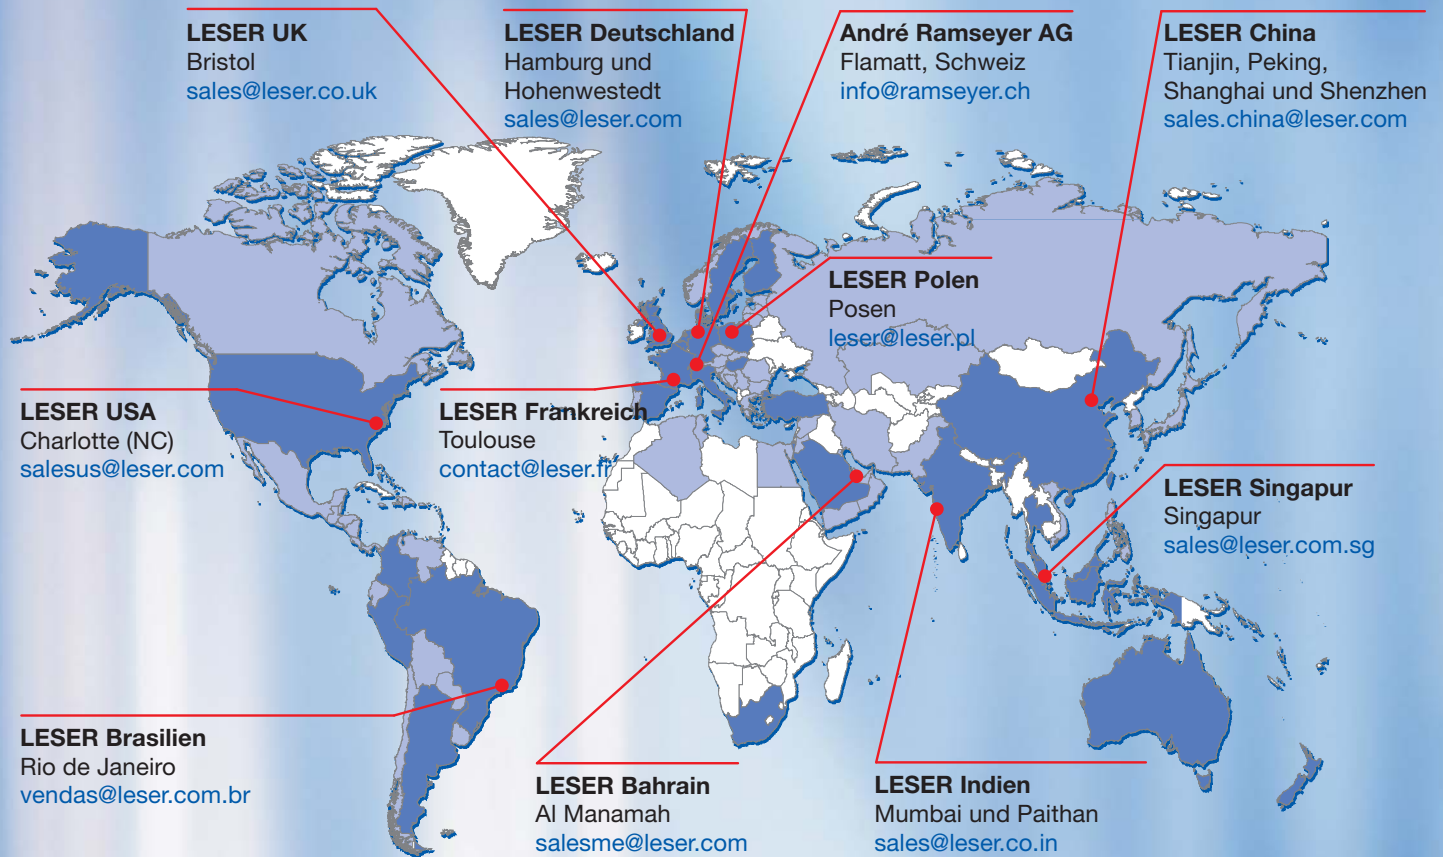 LESER UK
Bristol
sales@leser.co.uk
LESER Deutschland
Hamburg und
Hohenwestedt
sales@leser.com
André Ramseyer AG
Flamatt, Schweiz
info@ramseyer.ch
LESER China
Tianjin, Peking,
Shanghai und Shenzhen
sales.china@leser.com
LESER Polen
Posen
leser@leser.pl
LESER USA
Charlotte (NC)
salesus@leser.com
LESER Frankreich
Toulouse
contact@leser.fr
LESER Singapur
Singapur
sales@leser.com.sg
LESER Brasilien
Rio de Janeiro
vendas@leser.com.br
LESER Bahrain
Al Manamah
salesme@leser.com
LESER Indien
Mumbai und Paithan
sales@leser.co.in